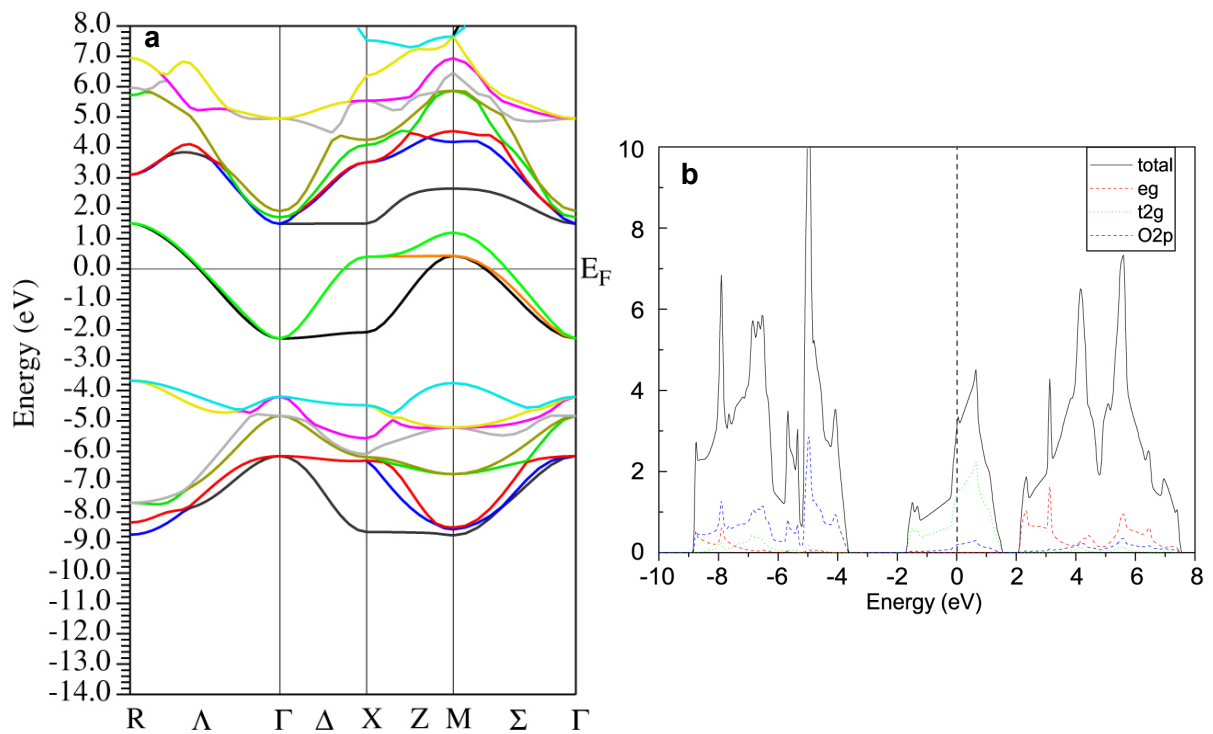 a
8.0
7.0
6.0
5.0
4.0
3.0
2.0
1.0
0.0
-1.0
-2.0
-3.0
-4.0
-5.0
-6.0
-7.0
-8.0
-9.0
-10.0
-11.0
-12.0
-13.0
-14.0
Energy (eV)
R Λ Γ Δ X Z M Σ Γ
E_F
b
10
8
6
4
2
0
-10 -8 -6 -4 -2 0 2 4 6 8
Energy (eV)
total
eg
t2g
O2p